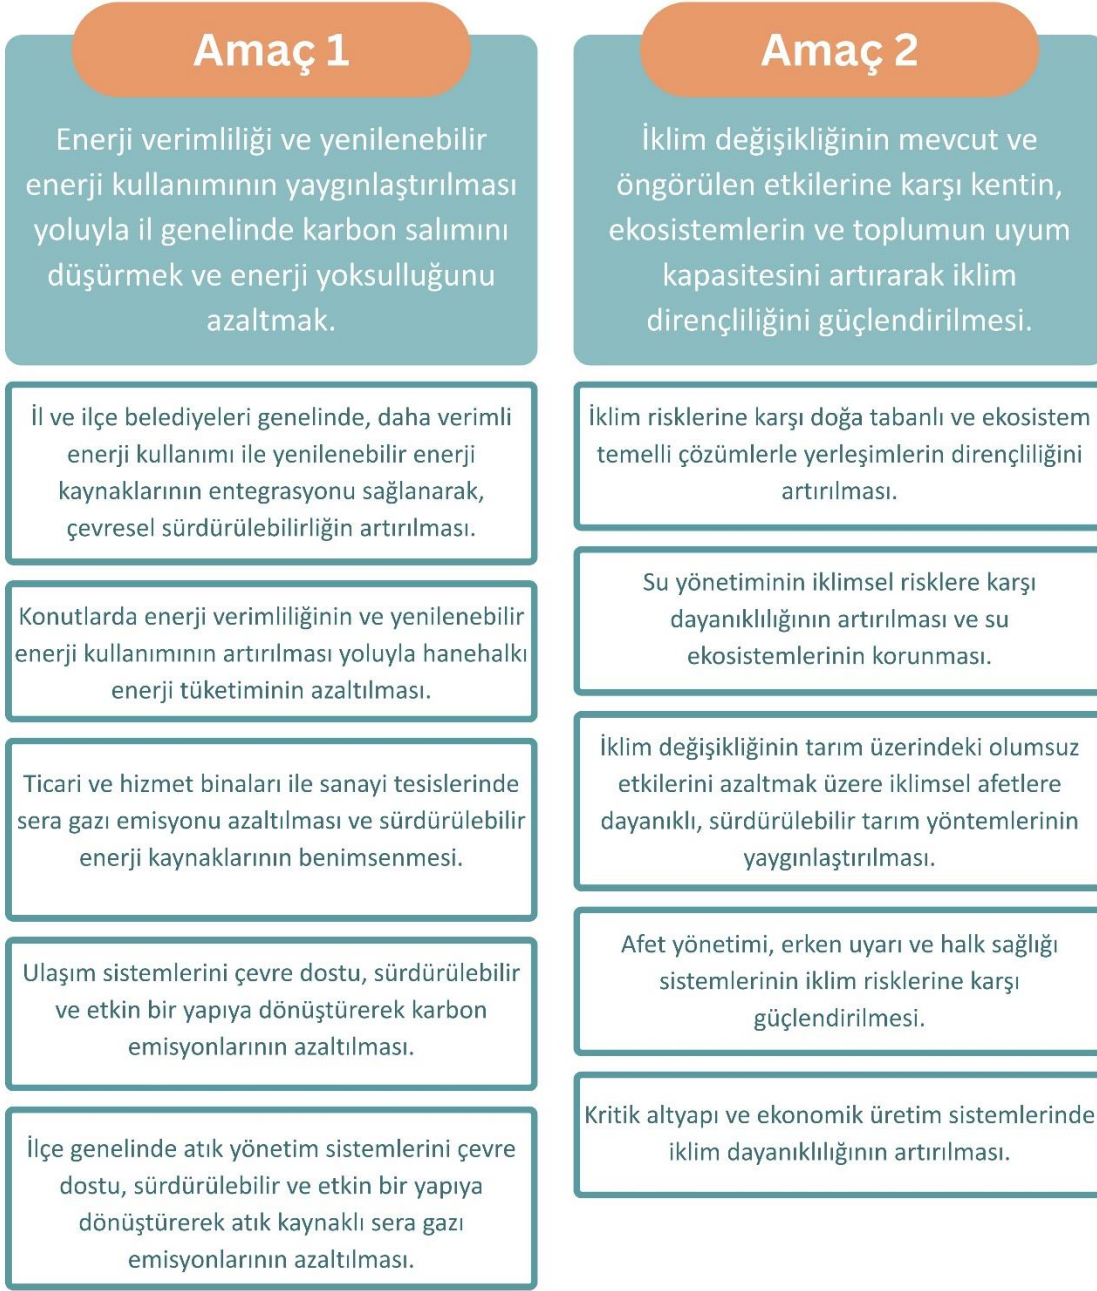 Amaç 1
Enerji verimliliği ve yenilenebilir
enerji kullanımının yaygınlaştırılması
yoluyla il genelinde karbon salımını
düşürmek ve enerji yoksulluğunu
azaltmak.
İl ve ilçe belediyeleri genelinde, daha verimli
enerji kullanımı ile yenilenebilir enerji
kaynaklarının entegrasyonu sağlanarak,
çevresel sürdürülebilirliğin artırılması.
Konutlarda enerji verimliliğinin ve yenilenebilir
enerji kullanımının artırılması yoluyla hanehalkı
enerji tüketiminin azaltılması.
Ticari ve hizmet binaları ile sanayi tesislerinde
sera gazı emisyonu azaltılması ve sürdürülebilir
enerji kaynaklarının benimsenmesi.
Ulaşım sistemlerini çevre dostu, sürdürülebilir
ve etkin bir yapıya dönüştürerek karbon
emisyonlarının azaltılması.
İlçe genelinde atık yönetim sistemlerini çevre
dostu, sürdürülebilir ve etkin bir yapıya
dönüştürerek atık kaynaklı sera gazı
emisyonlarının azaltılması.
Amaç 2
İklim değişikliğinin mevcut ve
öngörülen etkilerine karşı kentin,
ekosistemlerin ve toplumun uyum
kapasitesini artırarak iklim
dirençliliğini güçlendirilmesi.
İklim risklerine karşı doğa tabanlı ve ekosistem
temelli çözümlerle yerleşimlerin dirençliliğini
artırılması.
Su yönetiminin iklimsel risklere karşı
dayanıklılığının artırılması ve su
ekosistemlerinin korunması.
İklim değişikliğinin tarım üzerindeki olumsuz
etkilerini azaltmak üzere iklimsel afetlere
dayanıklı, sürdürülebilir tarım yöntemlerinin
yaygınlaştırılması.
Afet yönetimi, erken uyarı ve halk sağlığı
sistemlerinin iklim risklerine karşı
güçlendirilmesi.
Kritik altyapı ve ekonomik üretim sistemlerinde
iklim dayanıklılığının artırılması.